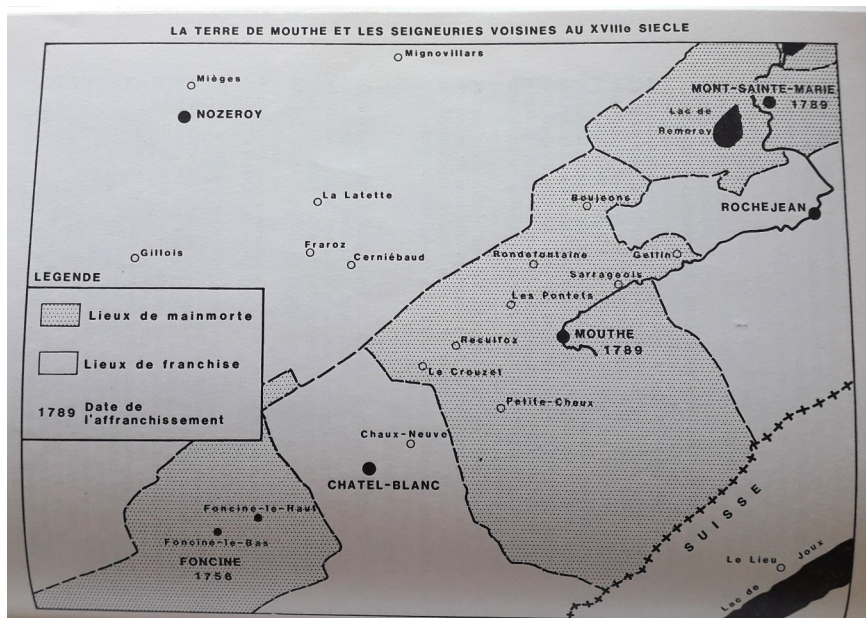 LA TERRE DE MOUTHE ET LES SEIGNEURIES VOISINES AU XVIIIe SIECLE
Mignovillars
Mièges
NOZEROY
MONT-SAINTE-MARIE
1789
Lac de
Remoray
La Latette
Boujeons
ROCHEJEAN
Gillois
Fraroz
Cerniébaud
Rondefontaine
Gellin
Sarrageois
Les Pontets
MOUTHE
1789
Reculfoz
Le Crouzet
Petite-Chaux
Chaux-Neuve
CHATEL-BLANC
Foncine-le-Haut
Foncine-le-Bas
FONCINE
1756
SUISSE
Le Lieu
Lac de Joux
LEGENDE
Lieux de mainmorte
Lieux de franchise
1789 Date de
l'affranchissement